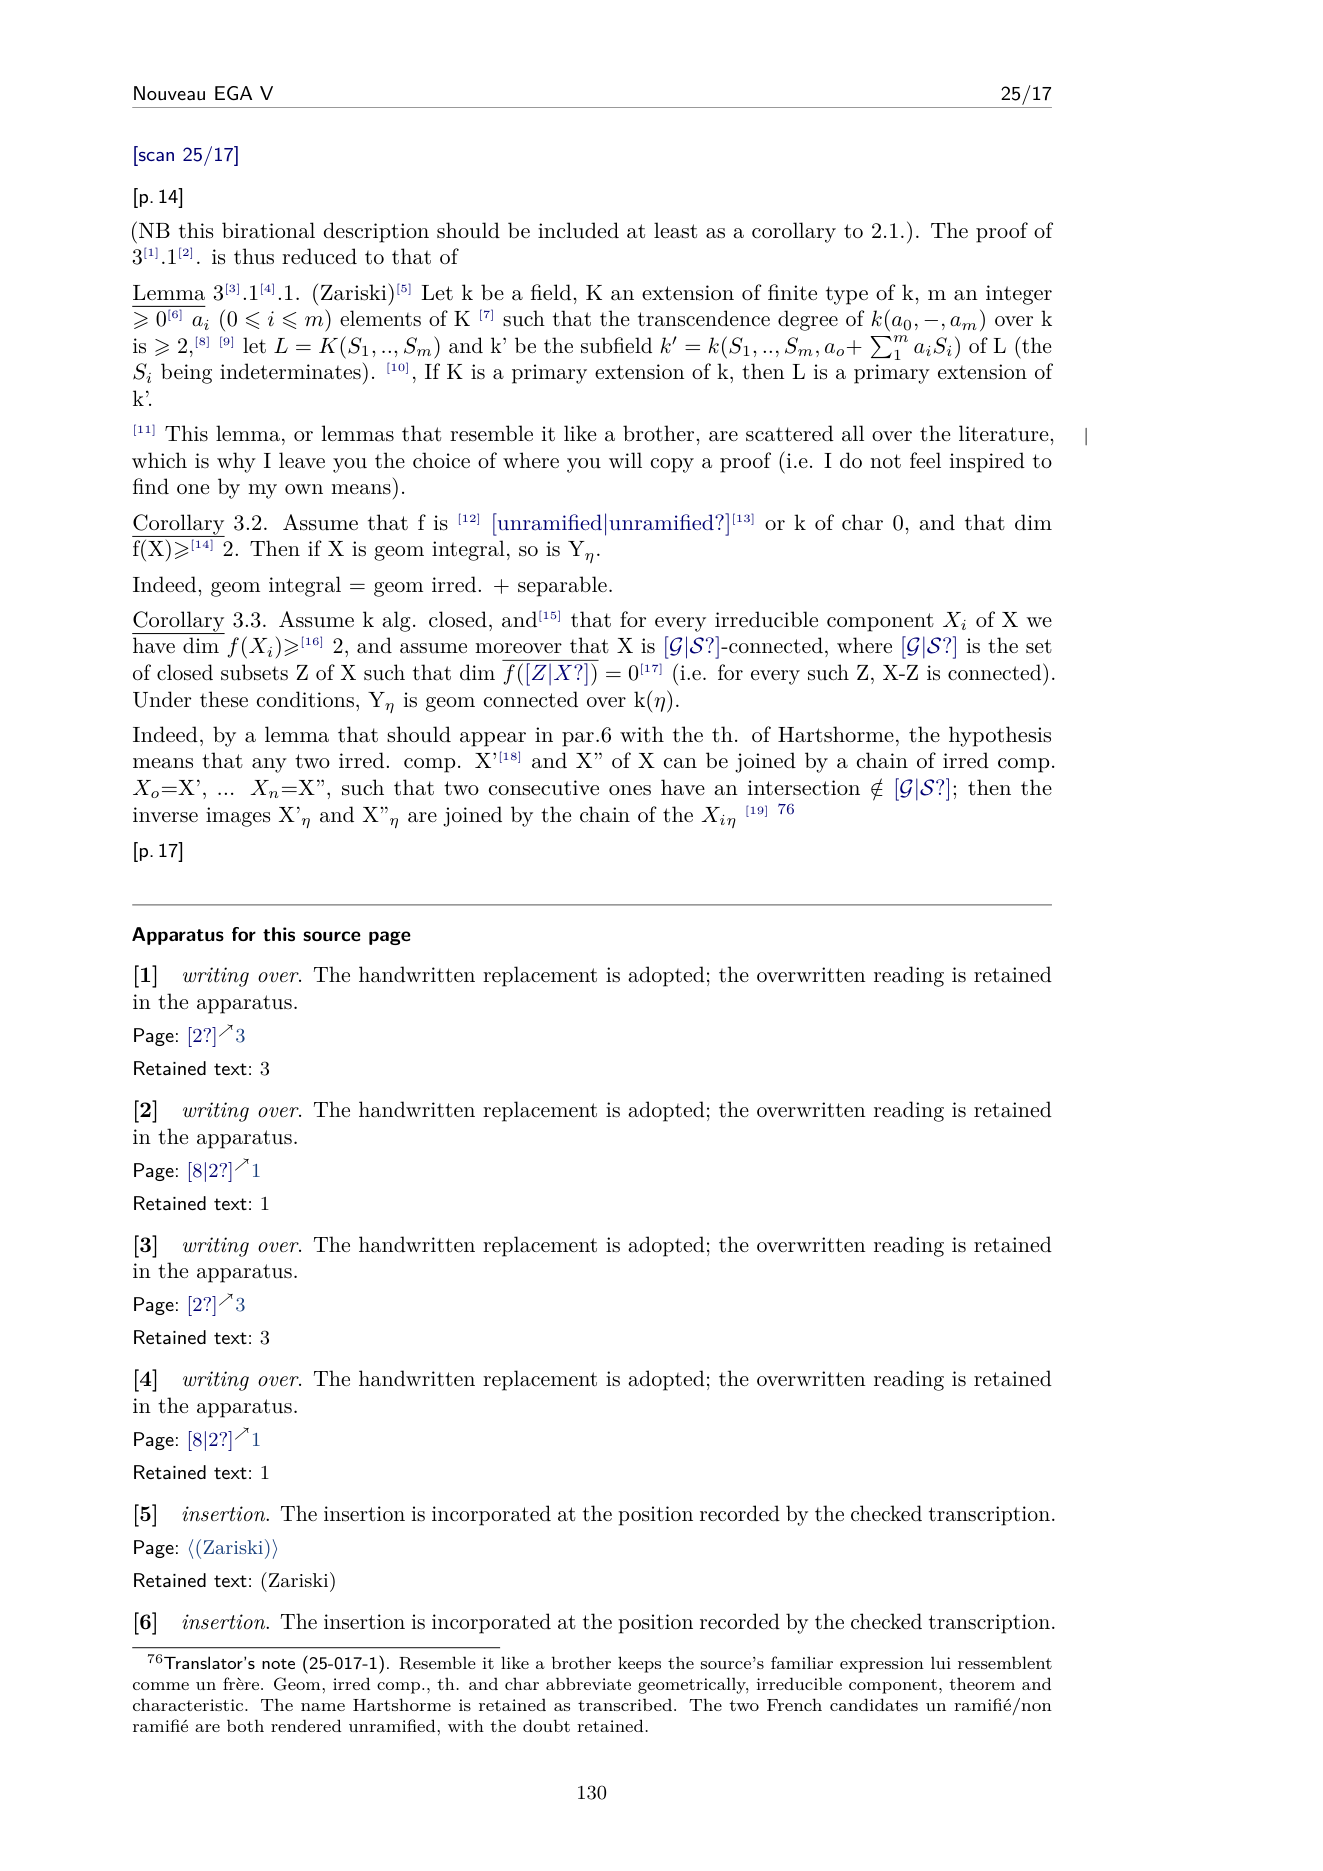 Nouveau EGA V 25/17
[scan 25/17]
[p. 14]
(NB this birational description should be included at least as a corollary to 2.1.). The proof of
3[1].1[2]. is thus reduced to that of
Lemma 3[3].1[4].1. (Zariski)[5] Let k be a field, K an extension of finite type of k, m an integer
⩾ 0[6] a_i (0 ⩽ i ⩽ m) elements of K [7] such that the transcendence degree of k(a_0, −, a_m) over k
is ⩾ 2,[8] [9] let L = K(S_1, .., S_m) and k' be the subfield k′ = k(S_1, .., S_m, a_o+ ∑_1^m a_iS_i) of L (the
S_i being indeterminates). [10], If K is a primary extension of k, then L is a primary extension of
k'.
[11] This lemma, or lemmas that resemble it like a brother, are scattered all over the literature, |
which is why I leave you the choice of where you will copy a proof (i.e. I do not feel inspired to
find one by my own means).
Corollary 3.2. Assume that f is [12] [unramified|unramified?][13] or k of char 0, and that dim
f(X)⩾[14] 2. Then if X is geom integral, so is Y_η.
Indeed, geom integral = geom irred. + separable.
Corollary 3.3. Assume k alg. closed, and[15] that for every irreducible component X_i of X we
have dim f(X_i)⩾[16] 2, and assume moreover that X is [𝒢|𝒮?]-connected, where [𝒢|𝒮?] is the set
of closed subsets Z of X such that dim f([Z|X?]) = 0[17] (i.e. for every such Z, X-Z is connected).
Under these conditions, Y_η is geom connected over k(η).
Indeed, by a lemma that should appear in par.6 with the th. of Hartshorme, the hypothesis
means that any two irred. comp. X'[18] and X” of X can be joined by a chain of irred comp.
X_o=X', ... X_n=X”, such that two consecutive ones have an intersection ∉ [𝒢|𝒮?]; then the
inverse images X'_η and X”_η are joined by the chain of the X_iη [19] 76
[p. 17]
Apparatus for this source page
[1] writing over. The handwritten replacement is adopted; the overwritten reading is retained
in the apparatus.
Page: [2?]↗3
Retained text: 3
[2] writing over. The handwritten replacement is adopted; the overwritten reading is retained
in the apparatus.
Page: [8|2?]↗1
Retained text: 1
[3] writing over. The handwritten replacement is adopted; the overwritten reading is retained
in the apparatus.
Page: [2?]↗3
Retained text: 3
[4] writing over. The handwritten replacement is adopted; the overwritten reading is retained
in the apparatus.
Page: [8|2?]↗1
Retained text: 1
[5] insertion. The insertion is incorporated at the position recorded by the checked transcription.
Page: ⟨(Zariski)⟩
Retained text: (Zariski)
[6] insertion. The insertion is incorporated at the position recorded by the checked transcription.
76Translator's note (25-017-1). Resemble it like a brother keeps the source's familiar expression lui ressemblent
comme un frère. Geom, irred comp., th. and char abbreviate geometrically, irreducible component, theorem and
characteristic. The name Hartshorme is retained as transcribed. The two French candidates un ramifié/non
ramifié are both rendered unramified, with the doubt retained.
130